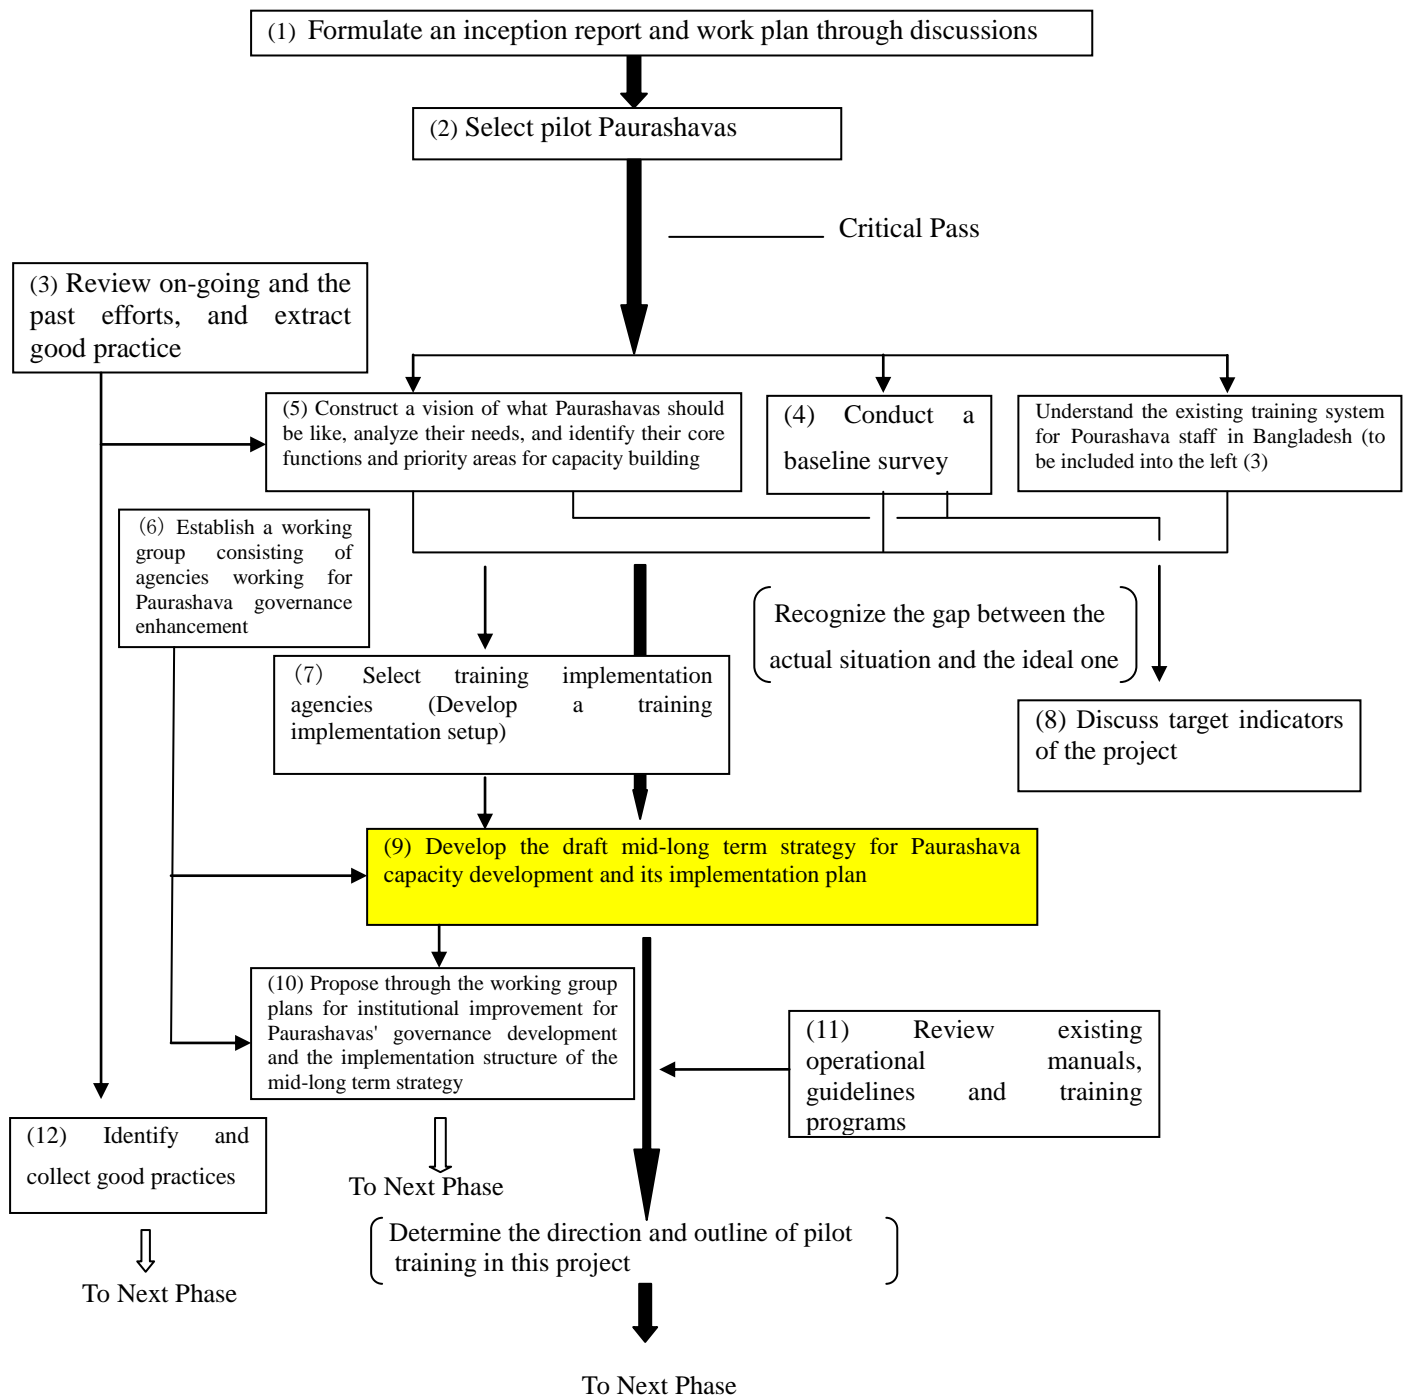 (1) Formulate an inception report and work plan through discussions
(2) Select pilot Paurashavas
Critical Pass
(3) Review on-going and the
past efforts, and extract
good practice
(5) Construct a vision of what Paurashavas should
be like, analyze their needs, and identify their core
functions and priority areas for capacity building
(4) Conduct a
baseline survey
Understand the existing training system
for Pourashava staff in Bangladesh (to
be included into the left (3)
(6) Establish a working
group consisting of
agencies working for
Paurashava governance
enhancement
Recognize the gap between the
actual situation and the ideal one
(7) Select training implementation
agencies (Develop a training
implementation setup)
(8) Discuss target indicators
of the project
(9) Develop the draft mid-long term strategy for Paurashava
capacity development and its implementation plan
(10) Propose through the working group
plans for institutional improvement for
Paurashavas' governance development
and the implementation structure of the
mid-long term strategy
(11) Review existing
operational manuals,
guidelines and training
programs
(12) Identify and
collect good practices
To Next Phase
Determine the direction and outline of pilot
training in this project
To Next Phase
To Next Phase